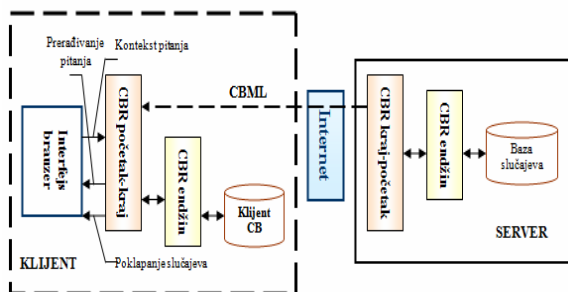 Prerađivanje
pitanja
Kontekst pitanja
CBML
Interfejs
brauzer
CBR početak-kraj
CBR endžin
Klijent
CB
KLIJENT
Poklapanje slučajeva
Internet
CBR kraj-početak
CBR endžin
Baza
slučajeva
SERVER